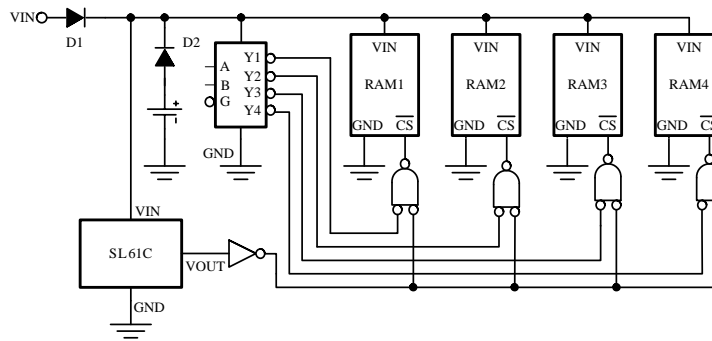 VIN
D1
D2
A
B
G
Y1
Y2
Y3
Y4
GND
VIN
RAM1
GND
CS
VIN
RAM2
GND
CS
VIN
RAM3
GND
CS
VIN
RAM4
GND
CS
VIN
SL61C
VOUT
GND